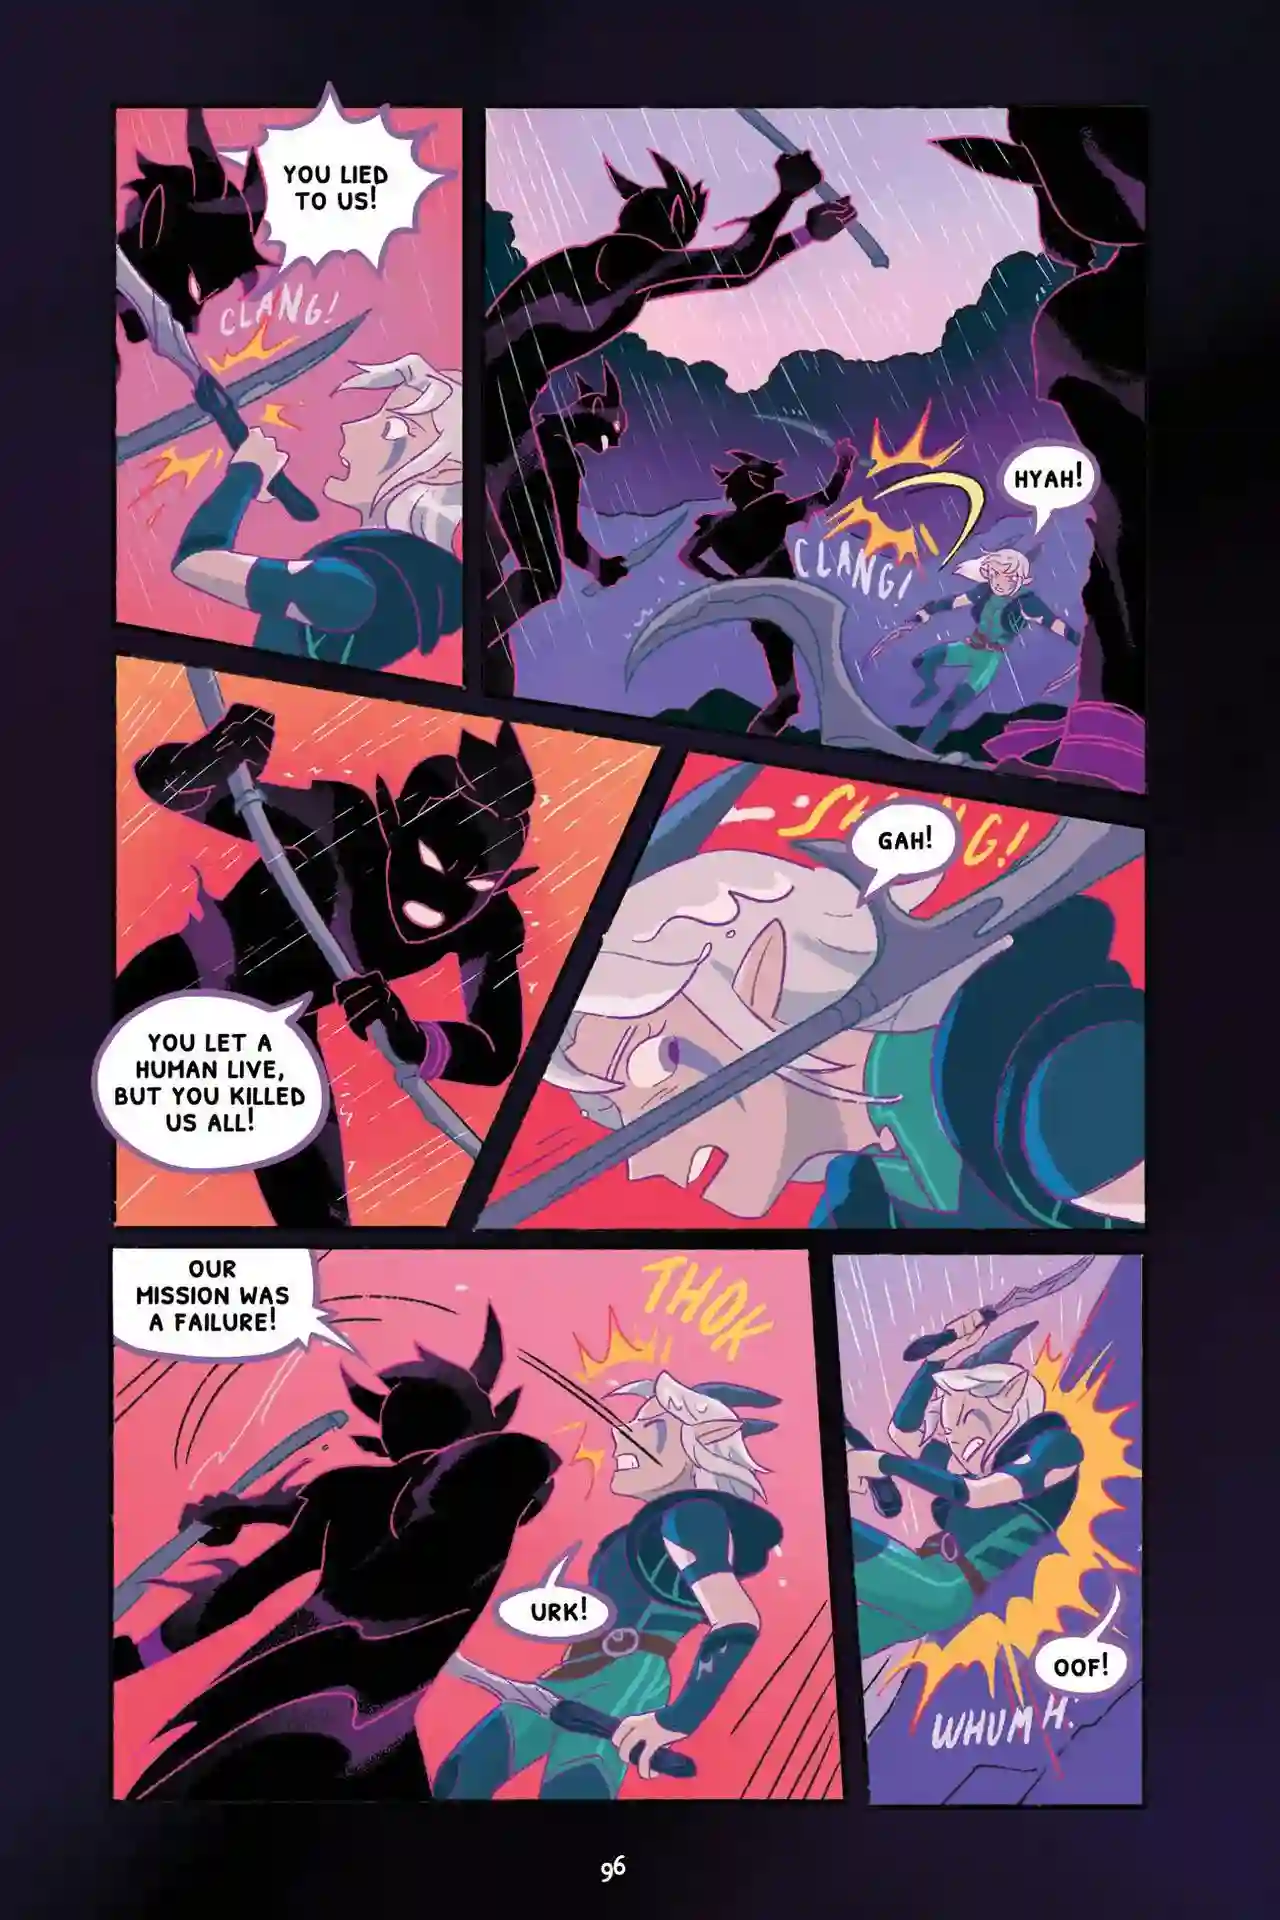 YOU LIED
TO US!
CLANG!
HYAH!
CLANG!
YOU LET A
HUMAN LIVE,
BUT YOU KILLED
US ALL!
GAH!
OUR
MISSION WAS
A FAILURE!
THOK
URK!
OOF!
WHUMH!
96